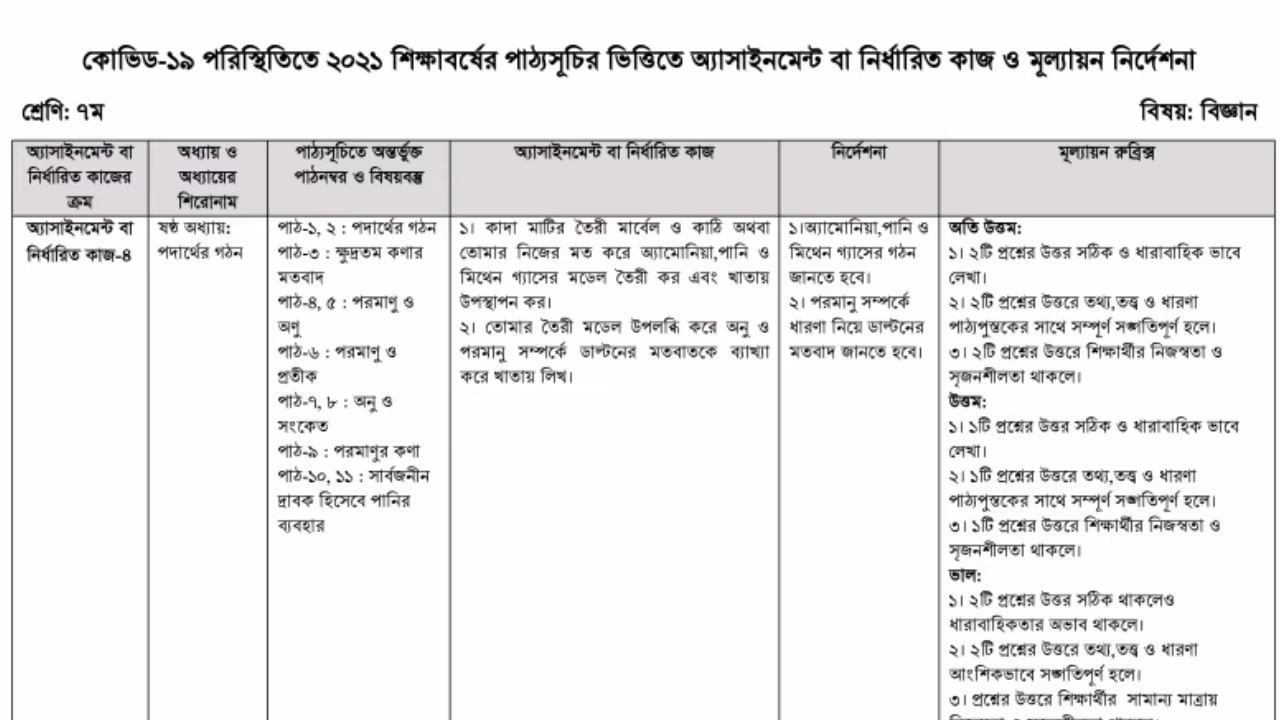 কোভিড-১৯ পরিস্থিতিতে ২০২১ শিক্ষাবর্ষের পাঠ্যসূচির ভিত্তিতে অ্যাসাইনমেন্ট বা নির্ধারিত কাজ ও মূল্যায়ন নির্দেশনা
শ্রেণি: ৭ম
বিষয়: বিজ্ঞান
অ্যাসাইনমেন্ট বা
নির্ধারিত কাজের
ক্রম
অধ্যায় ও
অধ্যায়ের
শিরোনাম
পাঠ্যসূচিতে অন্তর্ভুক্ত
পাঠনম্বর ও বিষয়বস্তু
অ্যাসাইনমেন্ট বা নির্ধারিত কাজ
নির্দেশনা
মূল্যায়ন রুব্রিক্স
অ্যাসাইনমেন্ট বা
নির্ধারিত কাজ-৪
ষষ্ঠ অধ্যায়:
পদার্থের গঠন
পাঠ-১, ২ : পদার্থের গঠন
পাঠ-৩ : ক্ষুদ্রতম কণার
মতবাদ
পাঠ-৪, ৫ : পরমাণু ও
অণু
পাঠ-৬ : পরমাণু ও
প্রতীক
পাঠ-৭, ৮ : অনু ও
সংকেত
পাঠ-৯ : পরমাণুর কণা
পাঠ-১০, ১১ : সার্বজনীন
দ্রাবক হিসেবে পানির
ব্যবহার
১। কাদা মাটির তৈরী মার্বেল ও কাঠি অথবা
তোমার নিজের মত করে অ্যামোনিয়া,পানি ও
মিথেন গ্যাসের মডেল তৈরী কর এবং খাতায়
উপস্থাপন কর।
২। তোমার তৈরী মডেল উপলব্ধি করে অনু ও
পরমানু সম্পর্কে ডাল্টনের মতবাতকে ব্যাখ্যা
করে খাতায় লিখ।
১।অ্যামোনিয়া,পানি ও
মিথেন গ্যাসের গঠন
জানতে হবে।
২। পরমানু সম্পর্কে
ধারণা নিয়ে ডাল্টনের
মতবাদ জানতে হবে।
অতি উত্তম:
১। ২টি প্রশ্নের উত্তর সঠিক ও ধারাবাহিক ভাবে
লেখা।
২। ২টি প্রশ্নের উত্তরে তথ্য,তত্ত্ব ও ধারণা
পাঠ্যপুস্তকের সাথে সম্পূর্ণ সঙ্গতিপূর্ণ হলে।
৩। ২টি প্রশ্নের উত্তরে শিক্ষার্থীর নিজস্বতা ও
সৃজনশীলতা থাকলে।
উত্তম:
১। ১টি প্রশ্নের উত্তর সঠিক ও ধারাবাহিক ভাবে
লেখা।
২। ১টি প্রশ্নের উত্তরে তথ্য,তত্ত্ব ও ধারণা
পাঠ্যপুস্তকের সাথে সম্পূর্ণ সঙ্গতিপূর্ণ হলে।
৩। ১টি প্রশ্নের উত্তরে শিক্ষার্থীর নিজস্বতা ও
সৃজনশীলতা থাকলে।
ভাল:
১। ২টি প্রশ্নের উত্তর সঠিক থাকলেও
ধারাবাহিকতার অভাব থাকলে।
২। ২টি প্রশ্নের উত্তরে তথ্য,তত্ত্ব ও ধারণা
আংশিকভাবে সঙ্গতিপূর্ণ হলে।
৩। প্রশ্নের উত্তরে শিক্ষার্থীর সামান্য মাত্রায়